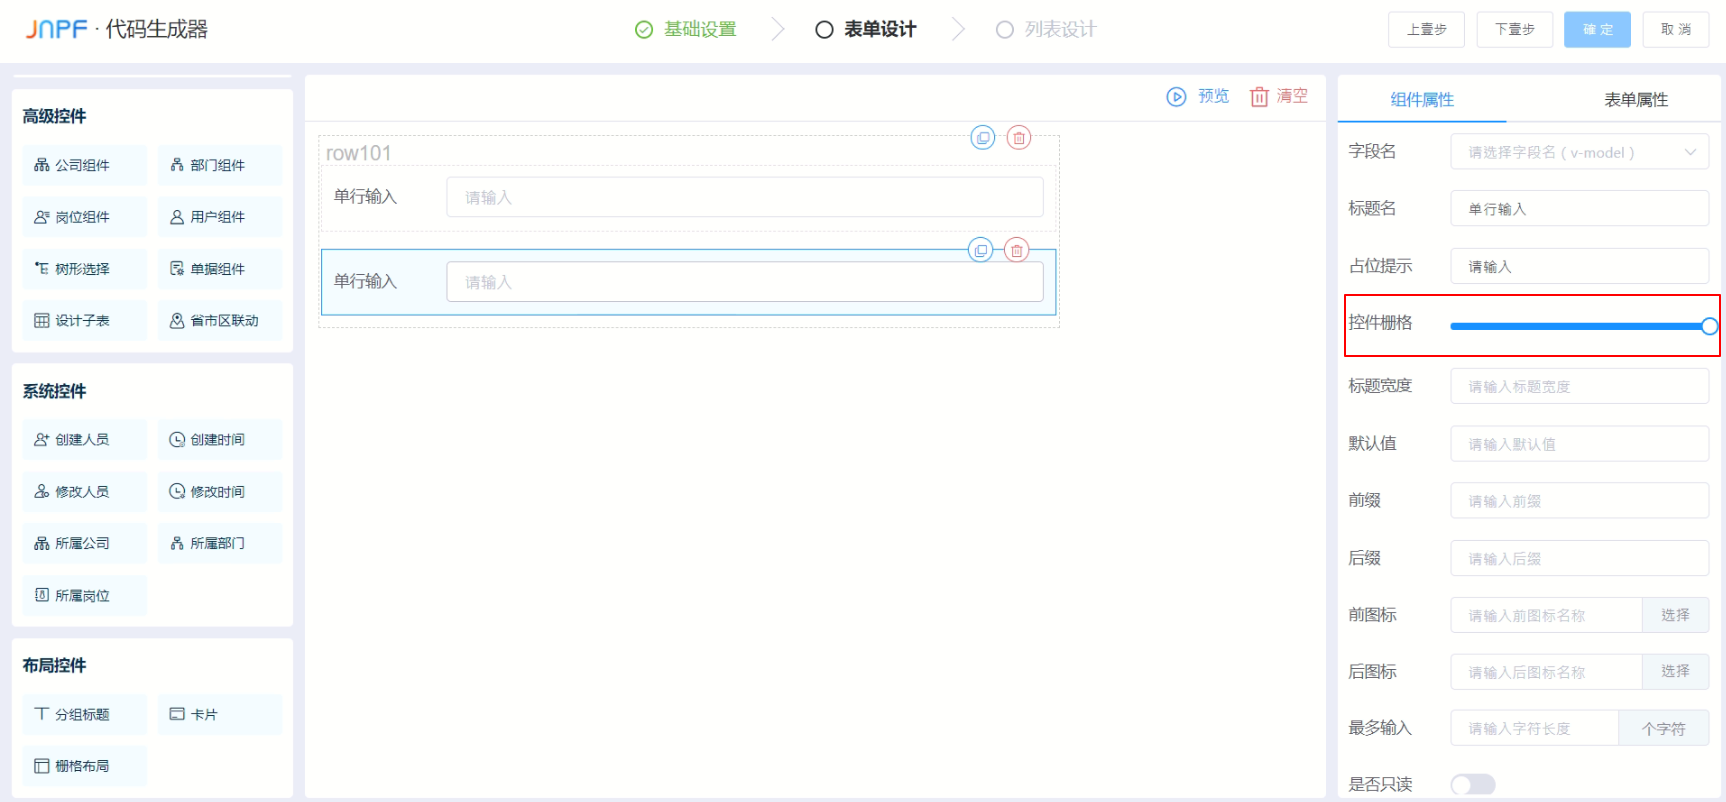 JNPF · 代码生成器
基础设置
表单设计
列表设计
上壹步
下壹步
確 定
取 消
高级控件
公司组件
部门组件
岗位组件
用户组件
树形选择
单据组件
设计子表
省市区联动
系统控件
创建人员
创建时间
修改人员
修改时间
所属公司
所属部门
所属岗位
布局控件
分组标题
卡片
栅格布局
预览
清空
row101
单行输入
请输入
单行输入
请输入
组件属性
表单属性
字段名
请选择字段名 ( v-model )
标题名
单行输入
占位提示
请输入
控件栅格
标题宽度
请输入标题宽度
默认值
请输入默认值
前缀
请输入前缀
后缀
请输入后缀
前图标
请输入前图标名称
选择
后图标
请输入后图标名称
选择
最多输入
请输入字符长度
个字符
是否只读